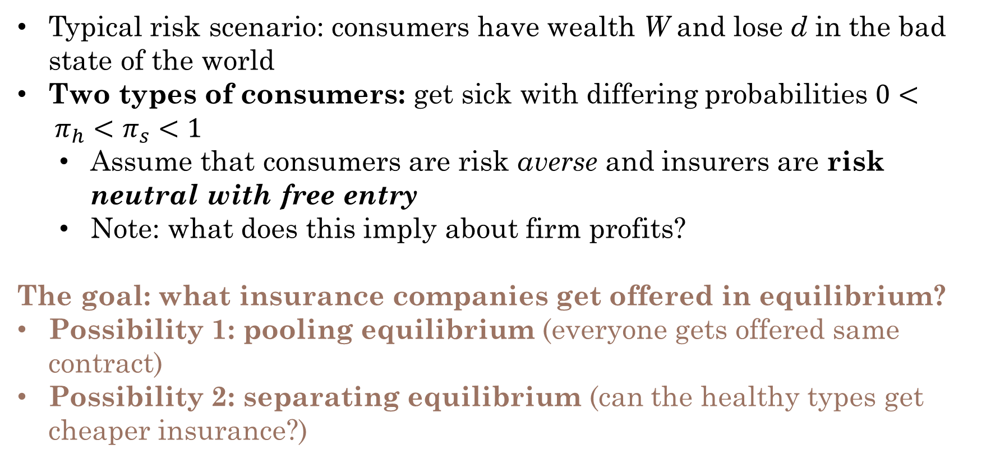 • Typical risk scenario: consumers have wealth W and lose d in the bad
state of the world
• Two types of consumers: get sick with differing probabilities 0 <
π_h < π_s < 1
• Assume that consumers are risk averse and insurers are risk
neutral with free entry
• Note: what does this imply about firm profits?
The goal: what insurance companies get offered in equilibrium?
• Possibility 1: pooling equilibrium (everyone gets offered same
contract)
• Possibility 2: separating equilibrium (can the healthy types get
cheaper insurance?)